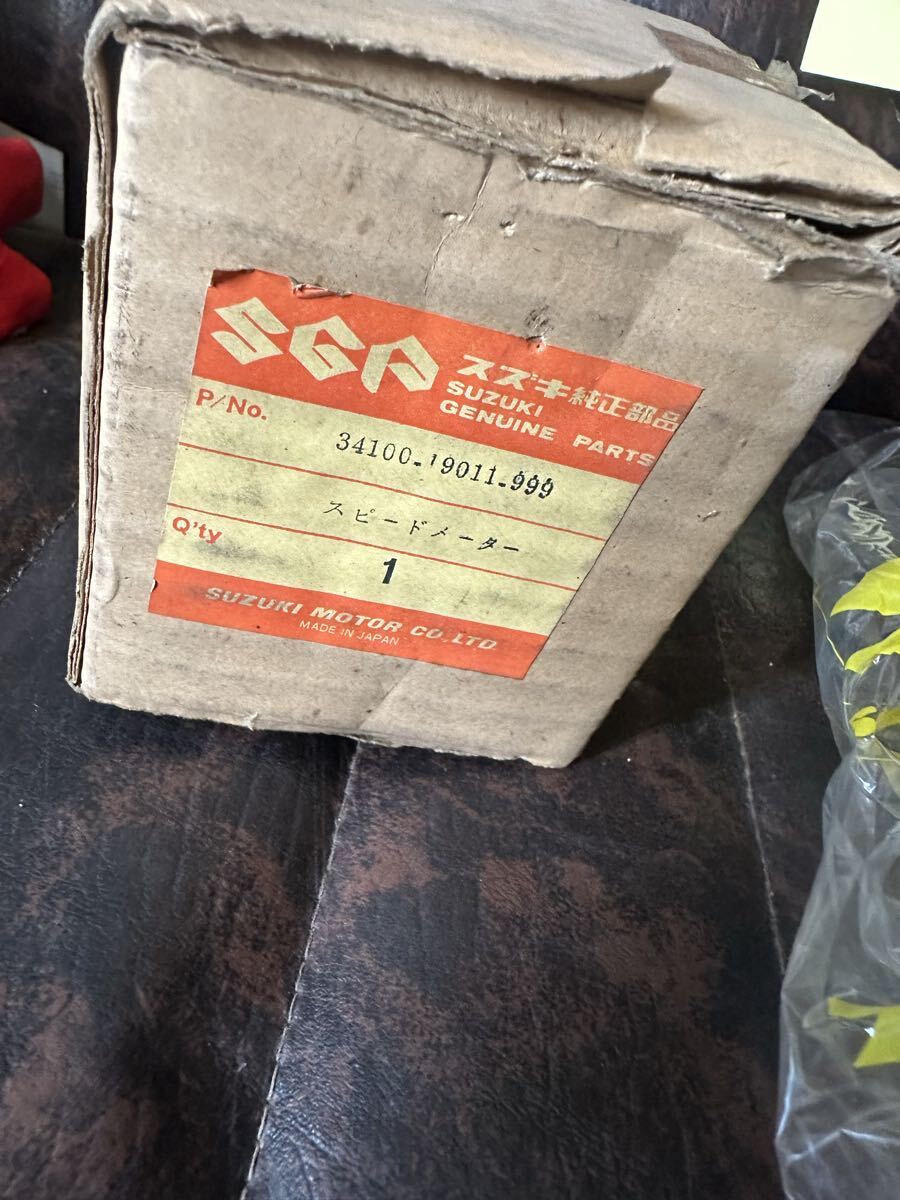 SGP
スズキ純正部品
SUZUKI
GENUINE PARTS
P/No.
34100-19011-999
スピードメーター
Q'ty
1
SUZUKI MOTOR CO.,LTD.
MADE IN JAPAN